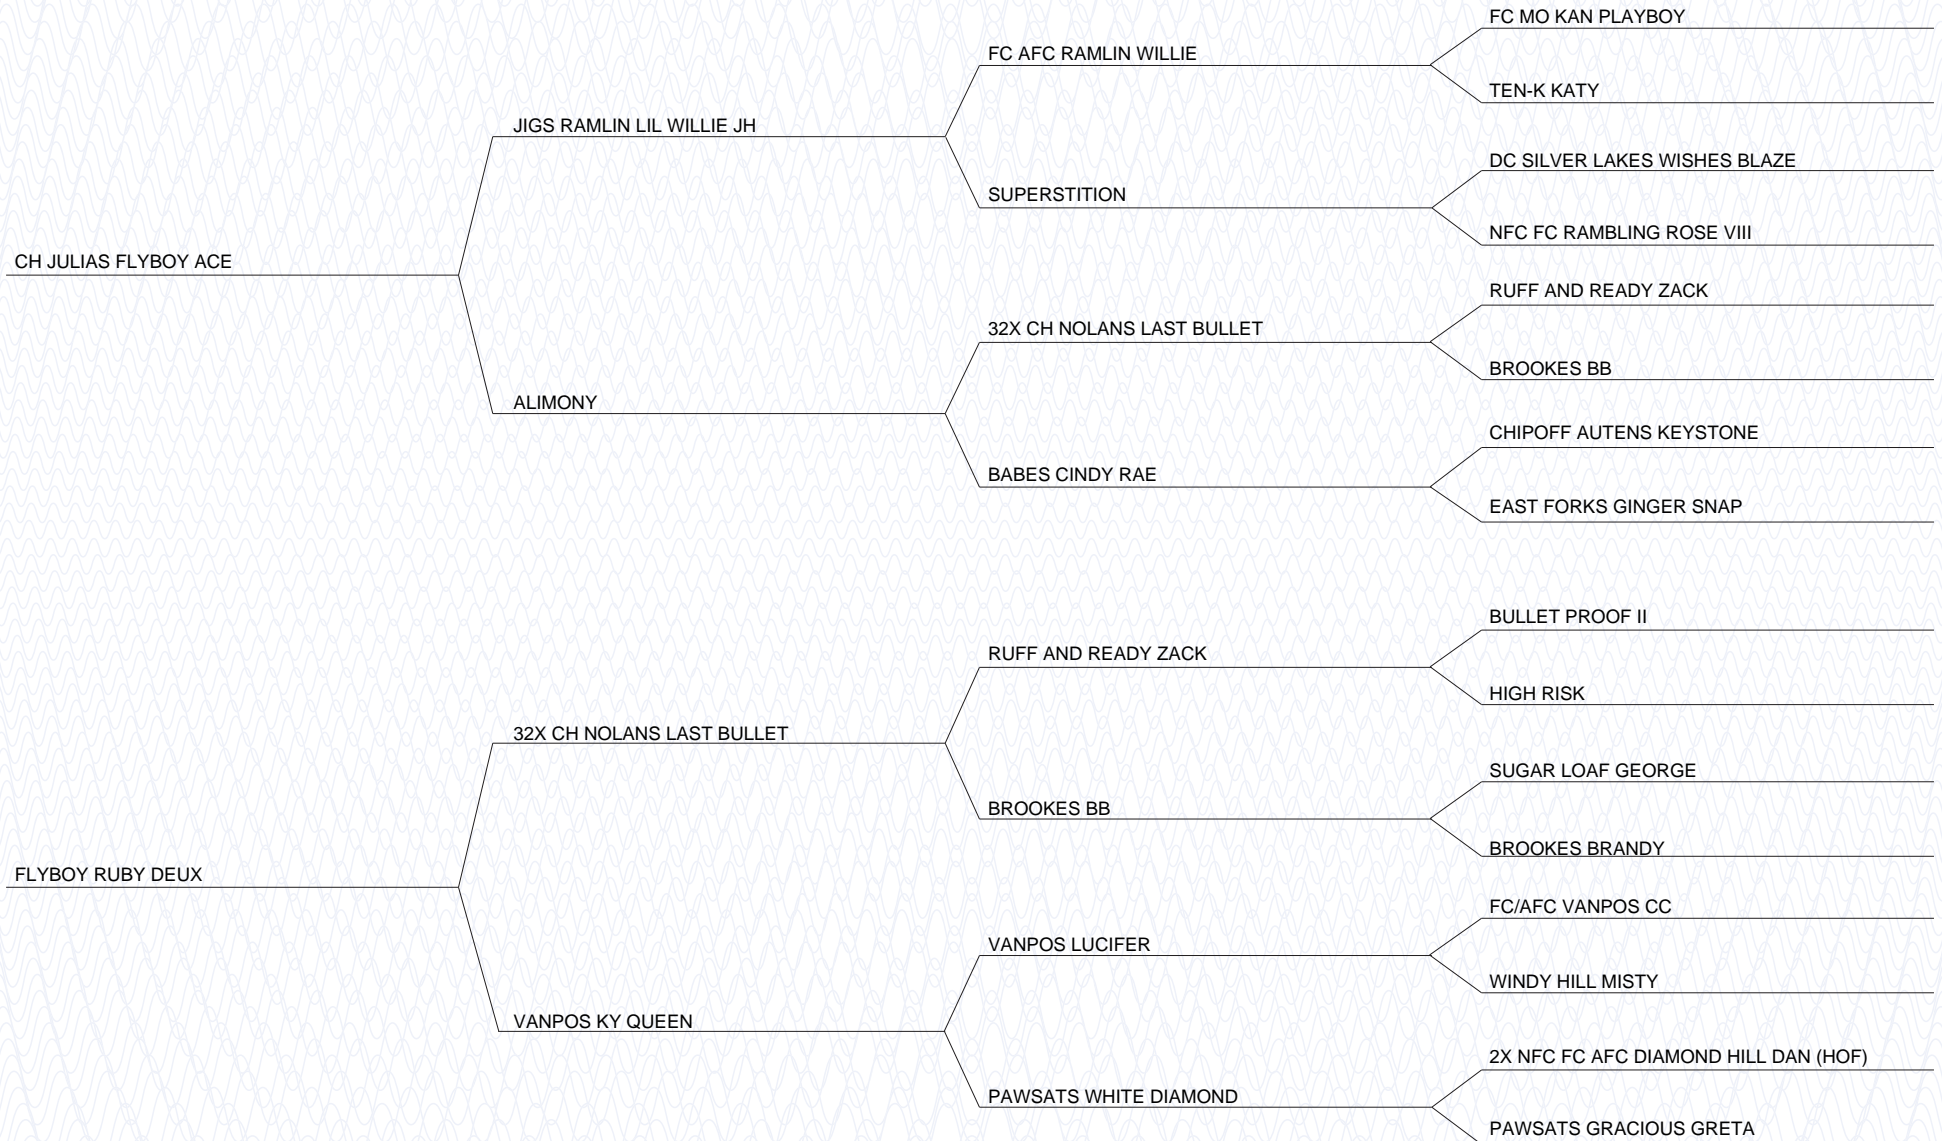 FC MO KAN PLAYBOY
FC AFC RAMLIN WILLIE
TEN-K KATY
JIGS RAMLIN LIL WILLIE JH
DC SILVER LAKES WISHES BLAZE
SUPERSTITION
NFC FC RAMBLING ROSE VIII
CH JULIAS FLYBOY ACE
RUFF AND READY ZACK
32X CH NOLANS LAST BULLET
BROOKES BB
ALIMONY
CHIPOFF AUTENS KEYSTONE
BABES CINDY RAE
EAST FORKS GINGER SNAP
BULLET PROOF II
RUFF AND READY ZACK
HIGH RISK
32X CH NOLANS LAST BULLET
SUGAR LOAF GEORGE
BROOKES BB
BROOKES BRANDY
FLYBOY RUBY DEUX
FC/AFC VANPOS CC
VANPOS LUCIFER
WINDY HILL MISTY
VANPOS KY QUEEN
2X NFC FC AFC DIAMOND HILL DAN (HOF)
PAWSATS WHITE DIAMOND
PAWSATS GRACIOUS GRETA